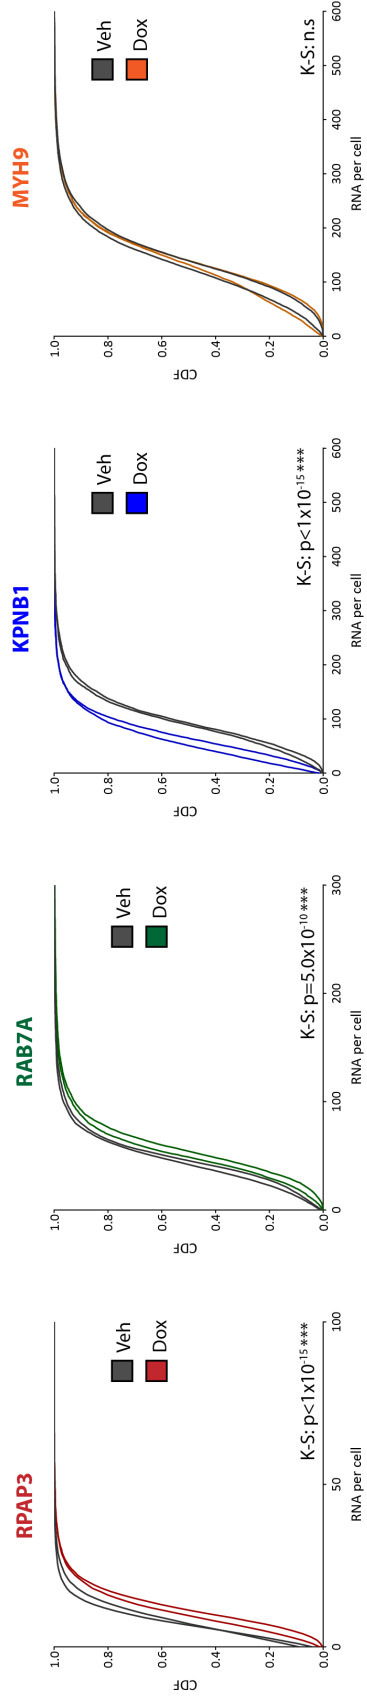 RPAP3
1.0
0.8
0.6
0.4
0.2
0.0
CDF
0
50
100
RNA per cell
Veh
Dox
K-S: p<1x10⁻¹⁵ ***
RAB7A
1.0
0.8
0.6
0.4
0.2
0.0
CDF
0
100
200
300
RNA per cell
Veh
Dox
K-S: p=5.0x10⁻¹⁰ ***
KPNB1
1.0
0.8
0.6
0.4
0.2
0.0
CDF
0
100
200
300
400
500
600
RNA per cell
Veh
Dox
K-S: p<1x10⁻¹⁵ ***
MYH9
1.0
0.8
0.6
0.4
0.2
0.0
CDF
0
100
200
300
400
500
600
RNA per cell
Veh
Dox
K-S: n.s